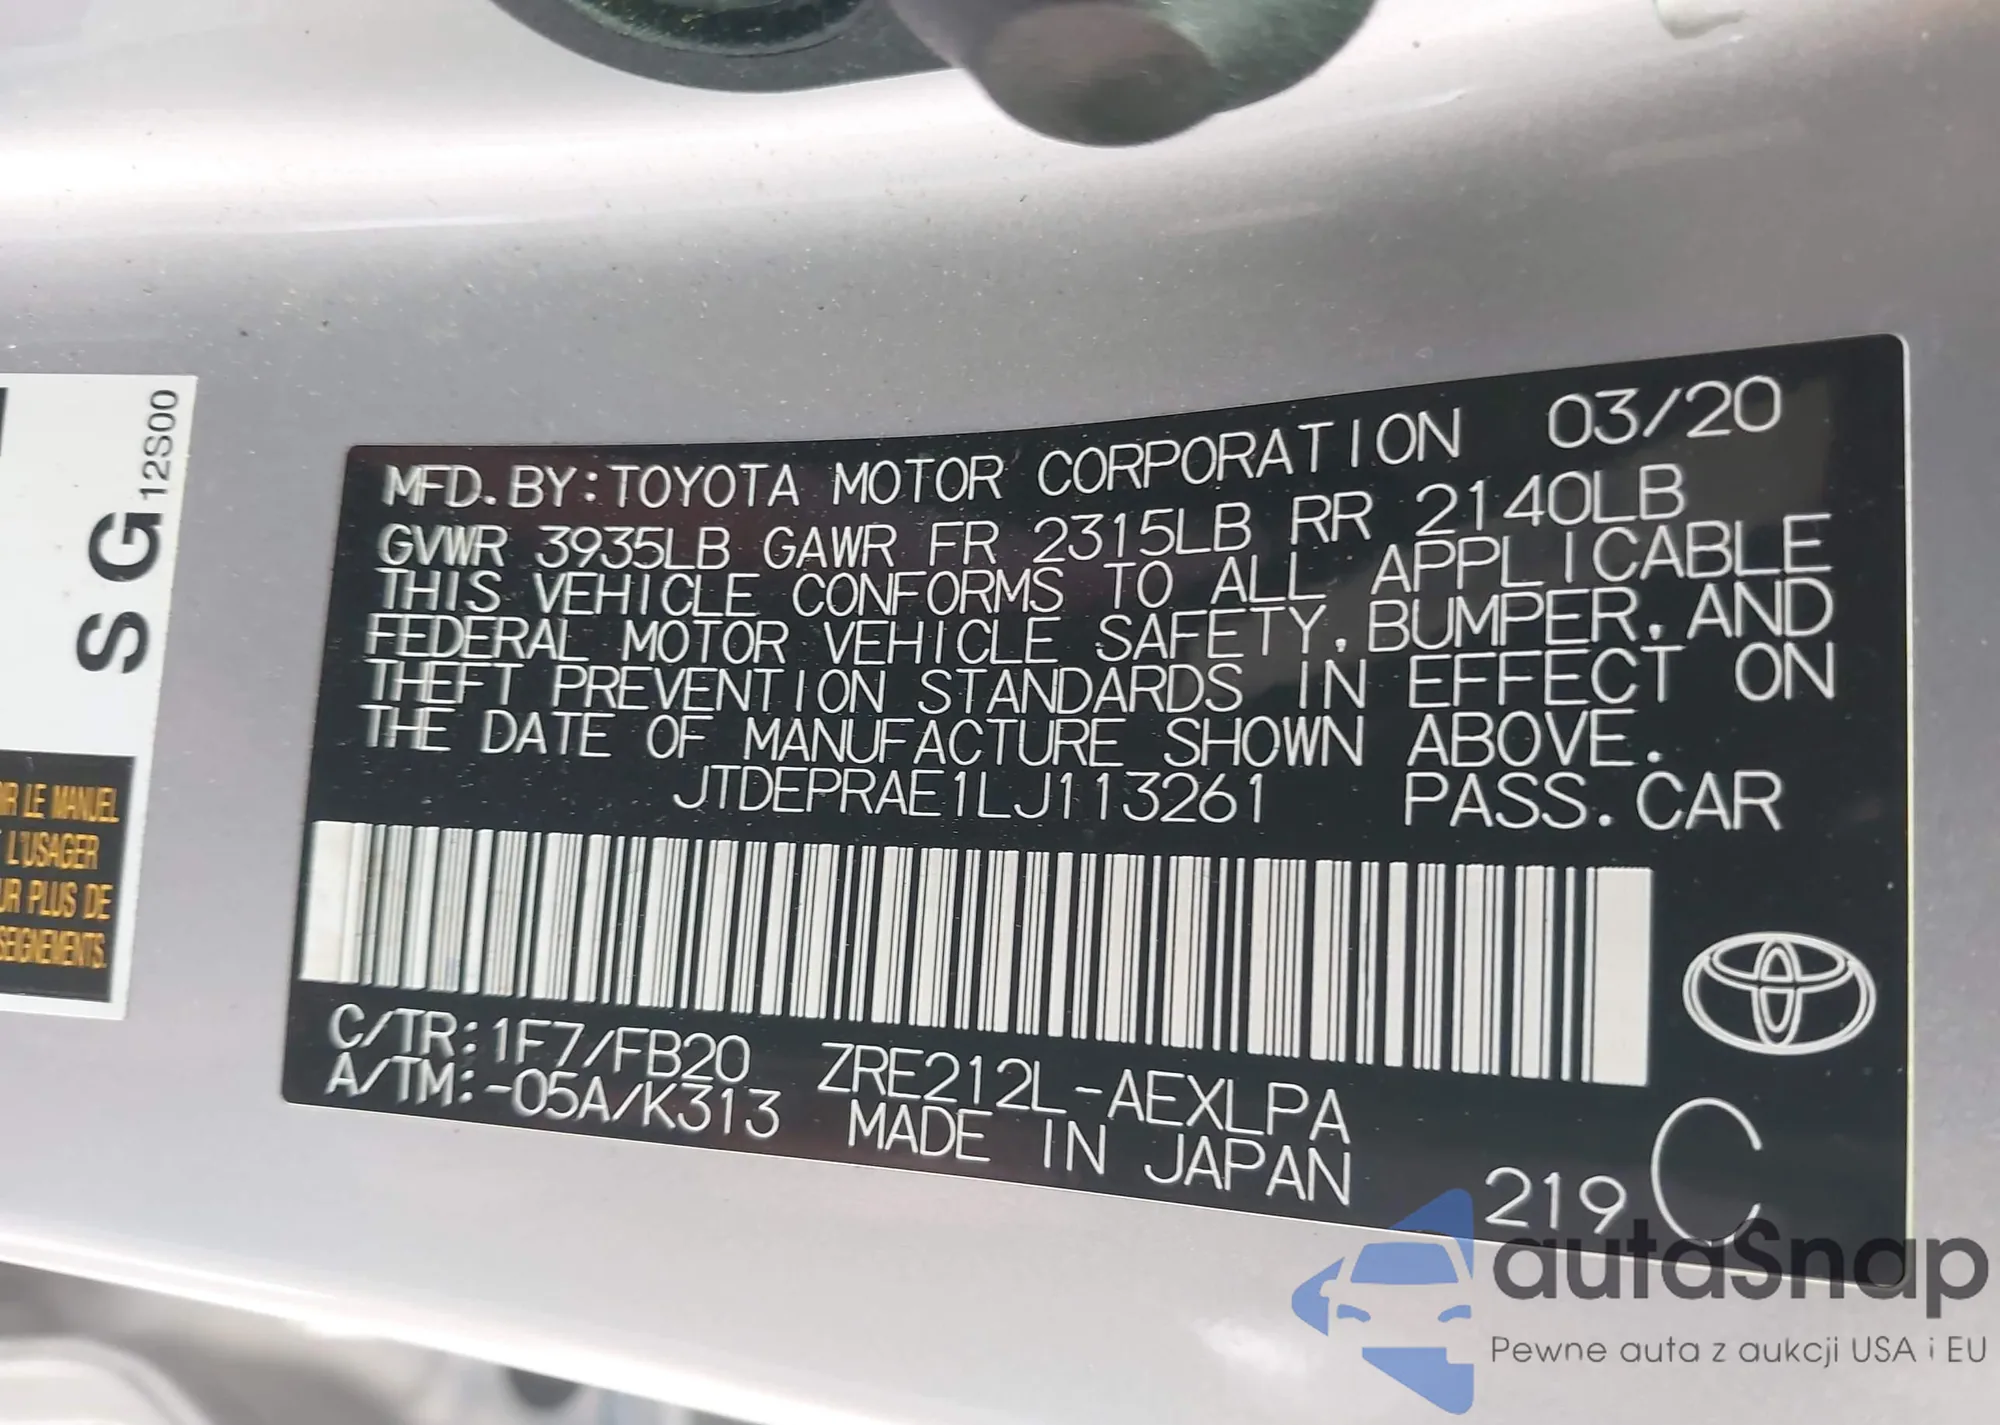 S G 12S00
LE MANUEL
L'USAGER
PLUS DE
MFD.BY:TOYOTA MOTOR CORPORATION 03/20
GVWR 3935LB GAWR FR 2315LB RR 2140LB
THIS VEHICLE CONFORMS TO ALL APPLICABLE
FEDERAL MOTOR VEHICLE SAFETY,BUMPER,AND
THEFT PREVENTION STANDARDS IN EFFECT ON
THE DATE OF MANUFACTURE SHOWN ABOVE.
JTDEPRAE1LJ113261 PASS.CAR
C/TR:1F7/FB20 ZRE212L-AEXLPA
A/TM:-05A/K313 MADE IN JAPAN
219 C
autoSnap
Pewne auta z aukcji USA i EU